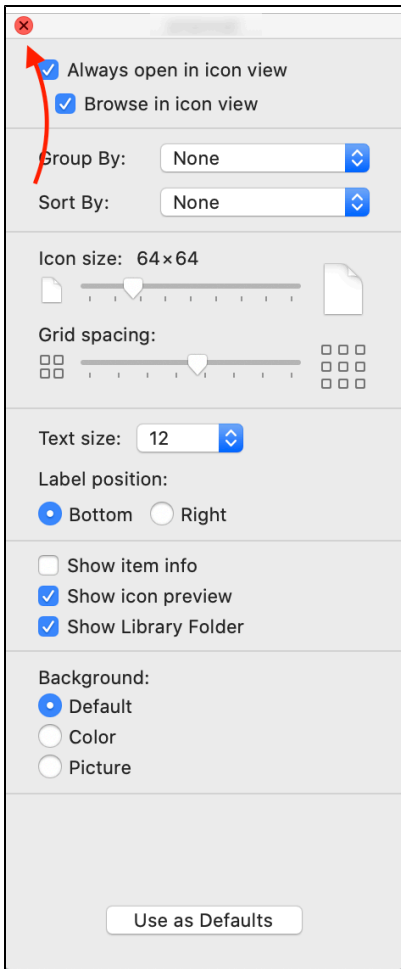 Always open in icon view
Browse in icon view
Group By: None
Sort By: None
Icon size: 64×64
Grid spacing:
Text size: 12
Label position:
Bottom Right
Show item info
Show icon preview
Show Library Folder
Background:
Default
Color
Picture
Use as Defaults